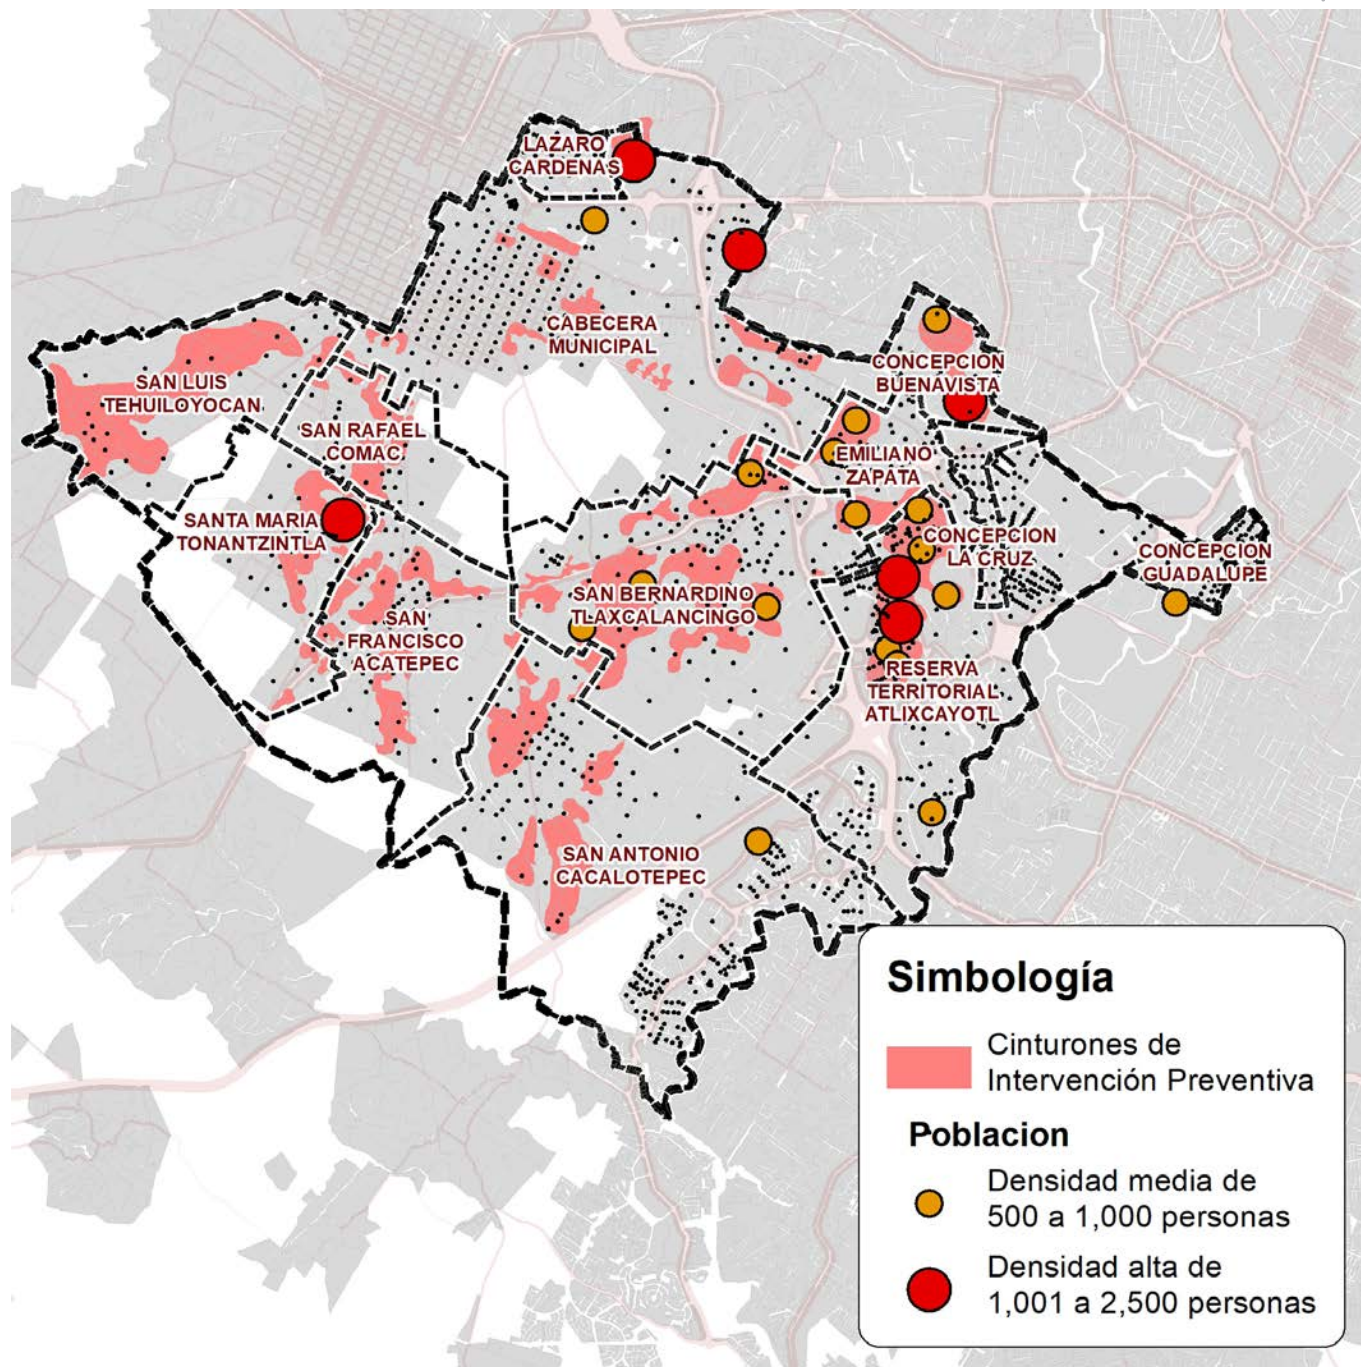 LAZARO
CARDENAS
CABECERA
MUNICIPAL
CONCEPCION
BUENAVISTA
SAN LUIS
TEHUILOYOCAN
SAN RAFAEL
COMAC
EMILIANO
ZAPATA
SANTA MARIA
TONANTZINTLA
CONCEPCION
LA CRUZ
CONCEPCION
GUADALUPE
SAN BERNARDINO
TLAXCALANCINGO
SAN
FRANCISCO
ACATEPEC
RESERVA
TERRITORIAL
ATLIXCAYOTL
SAN ANTONIO
CACALOTEPEC
Simbología
Cinturones de
Intervención Preventiva
Poblacion
Densidad media de
500 a 1,000 personas
Densidad alta de
1,001 a 2,500 personas